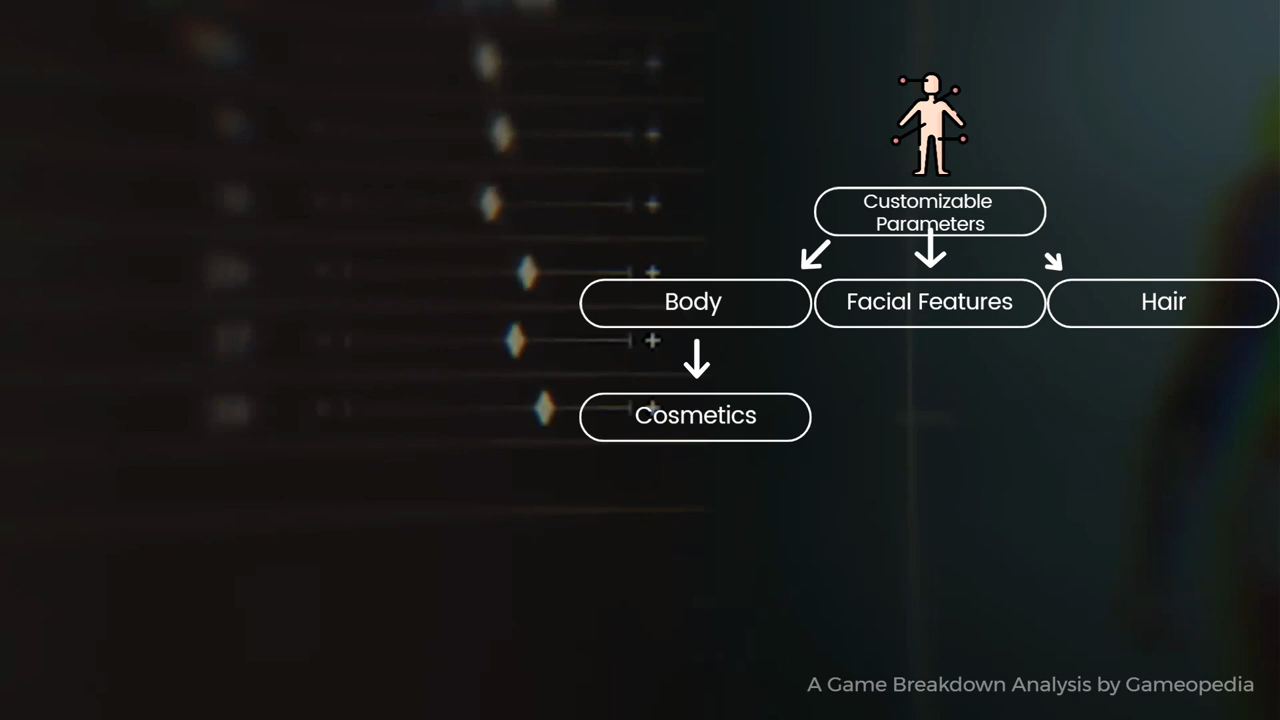 Customizable
Parameters
Body
Facial Features
Hair
Cosmetics
A Game Breakdown Analysis by Gameopedia